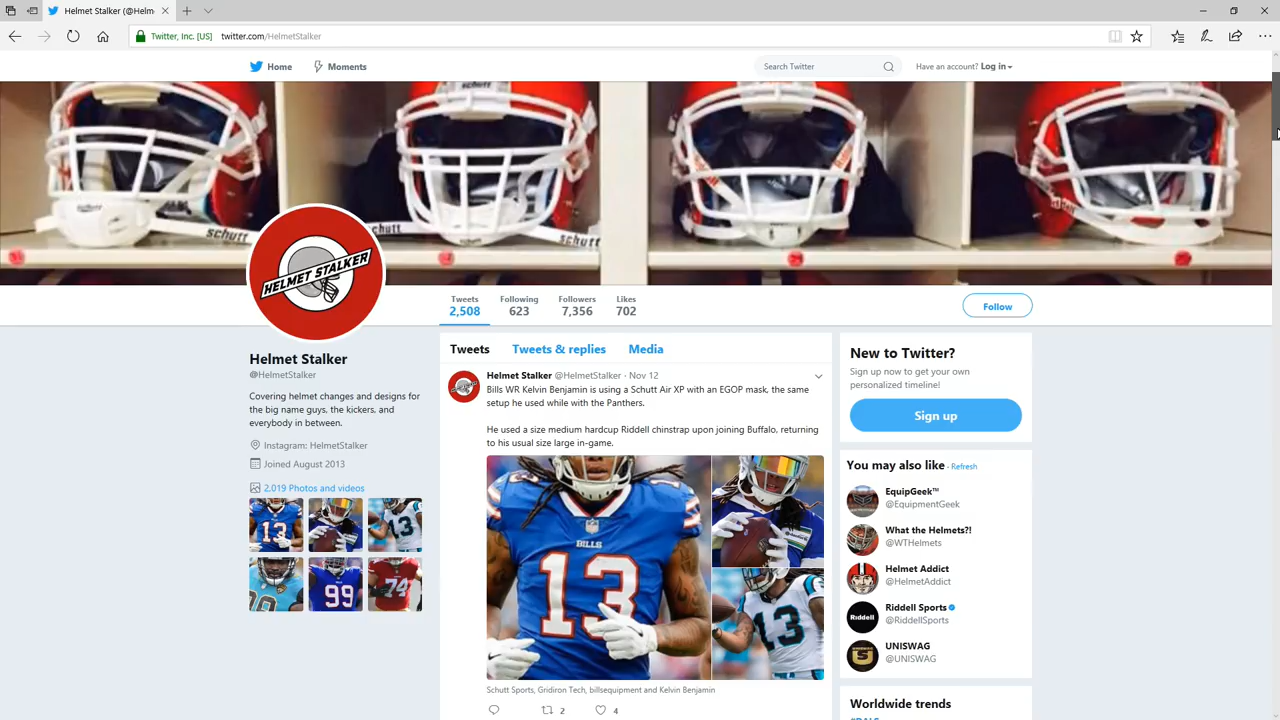 Helmet Stalker (@Helm
Twitter, Inc. [US] twitter.com/HelmetStalker
Home Moments Search Twitter Have an account? Log in
schutt
schutt
schutt
HELMET STALKER
Tweets Following Followers Likes
2,508 623 7,356 702
Follow
Helmet Stalker
@HelmetStalker
Covering helmet changes and designs for
the big name guys, the kickers, and
everybody in between.
Instagram: HelmetStalker
Joined August 2013
2,019 Photos and videos
13
13
99
74
Tweets Tweets & replies Media
Helmet Stalker @HelmetStalker · Nov 12
Bills WR Kelvin Benjamin is using a Schutt Air XP with an EGOP mask, the same
setup he used while with the Panthers.
He used a size medium hardcup Riddell chinstrap upon joining Buffalo, returning
to his usual size large in-game.
BILLS
13
13
Schutt Sports, Gridiron Tech, billsequipment and Kelvin Benjamin
2 4
New to Twitter?
Sign up now to get your own
personalized timeline!
Sign up
You may also like · Refresh
EquipGeek™
@EquipmentGeek
What the Helmets?!
@WTHelmets
Helmet Addict
@HelmetAddict
Riddell
Riddell Sports
@RiddellSports
UNISWAG
@UNISWAG
Worldwide trends